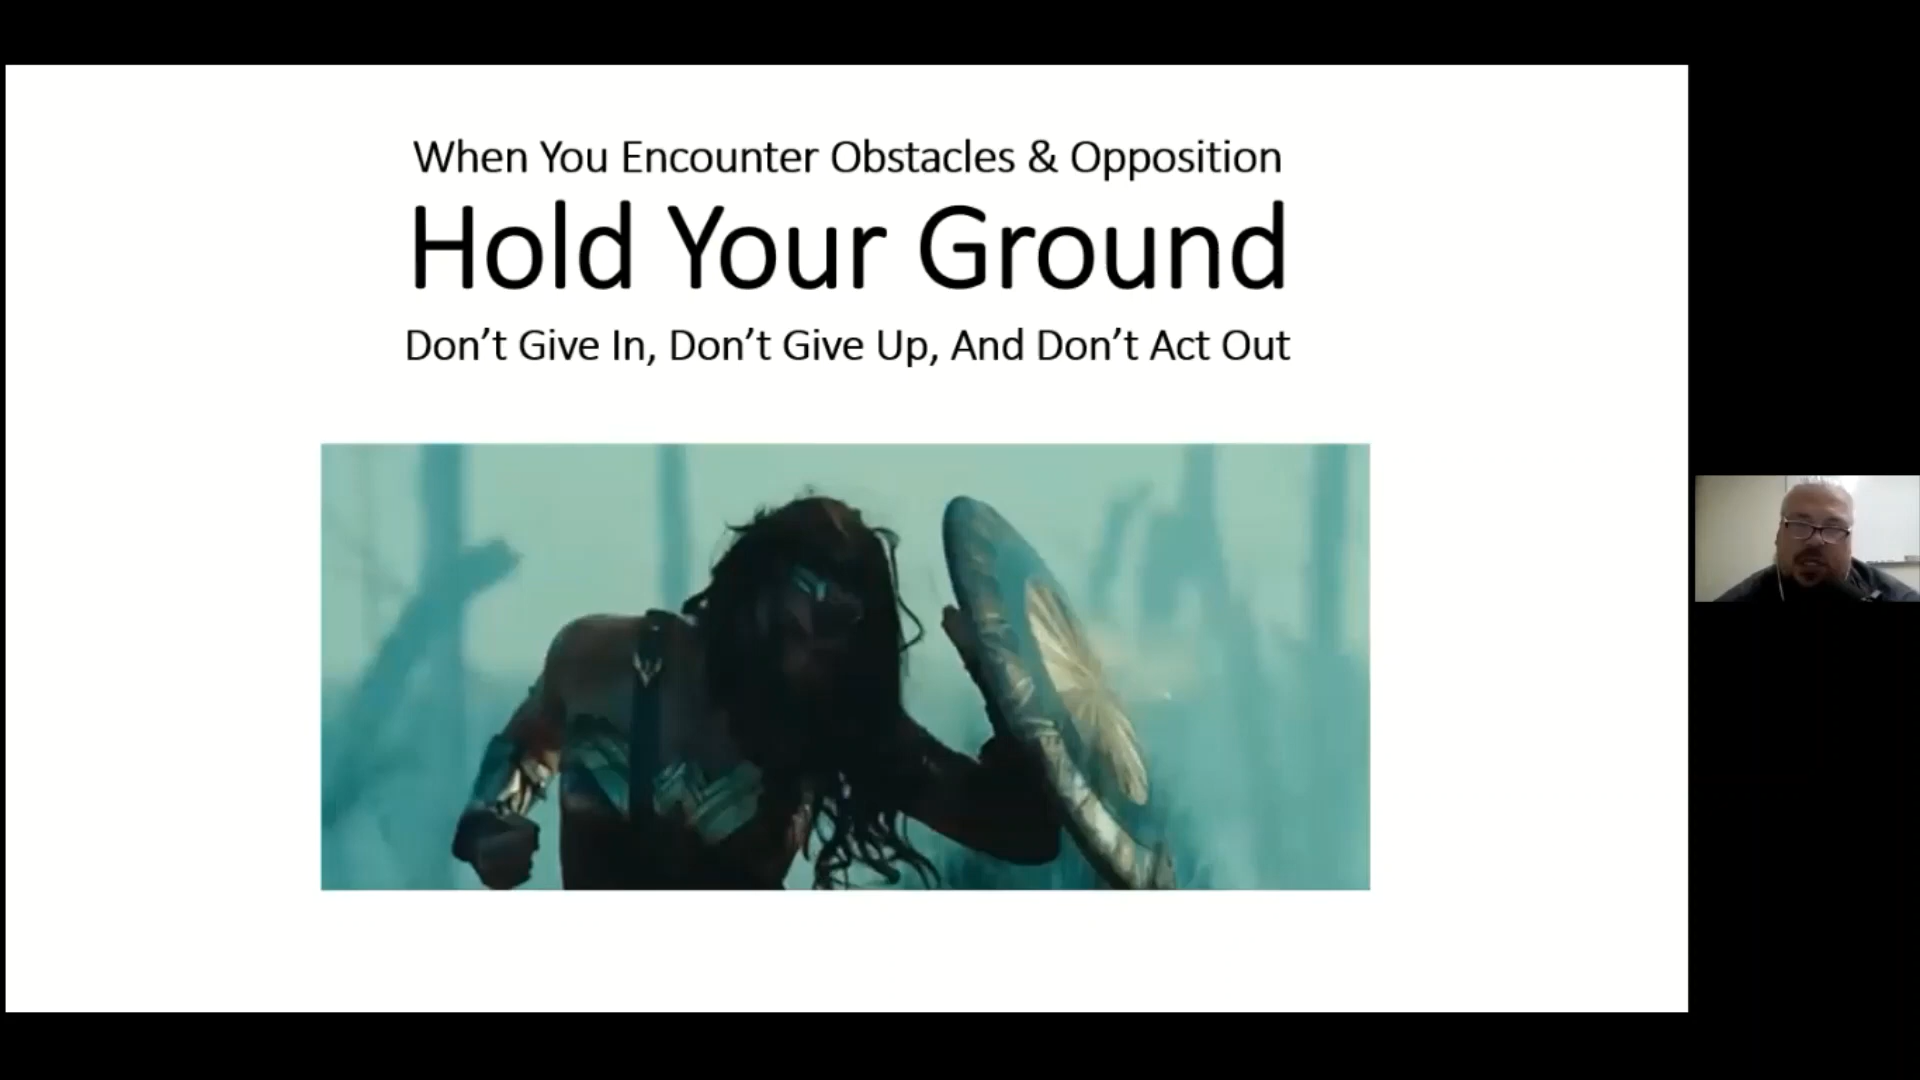 When You Encounter Obstacles & Opposition
Hold Your Ground
Don’t Give In, Don’t Give Up, And Don’t Act Out